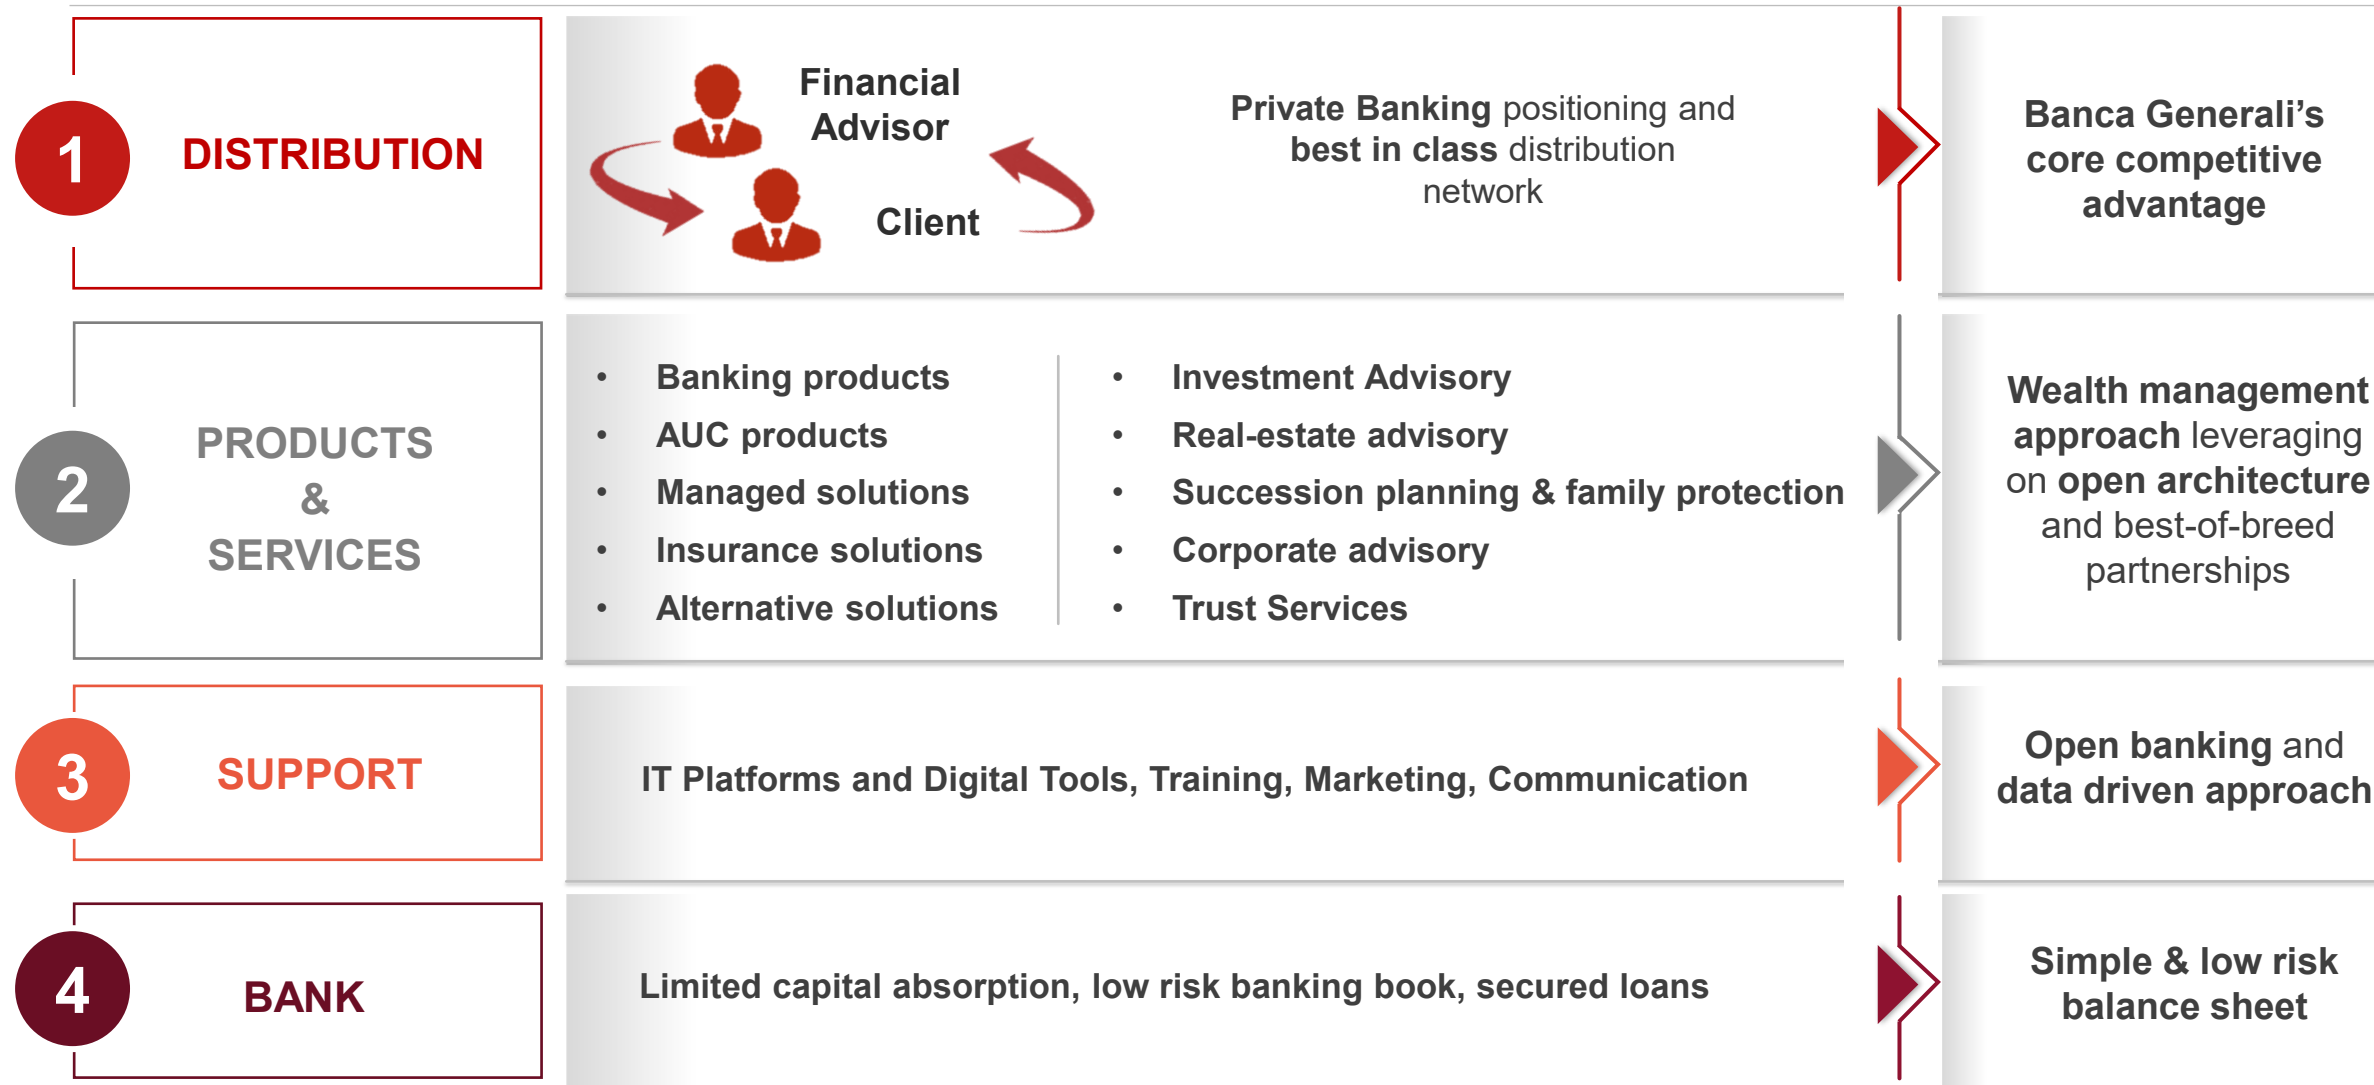 1
DISTRIBUTION
Financial
Advisor
Client
Private Banking positioning and
best in class distribution
network
Banca Generali’s
core competitive
advantage
2
PRODUCTS
&
SERVICES
• Banking products
• AUC products
• Managed solutions
• Insurance solutions
• Alternative solutions
• Investment Advisory
• Real-estate advisory
• Succession planning & family protection
• Corporate advisory
• Trust Services
Wealth management
approach leveraging
on open architecture
and best-of-breed
partnerships
3
SUPPORT
IT Platforms and Digital Tools, Training, Marketing, Communication
Open banking and
data driven approach
4
BANK
Limited capital absorption, low risk banking book, secured loans
Simple & low risk
balance sheet